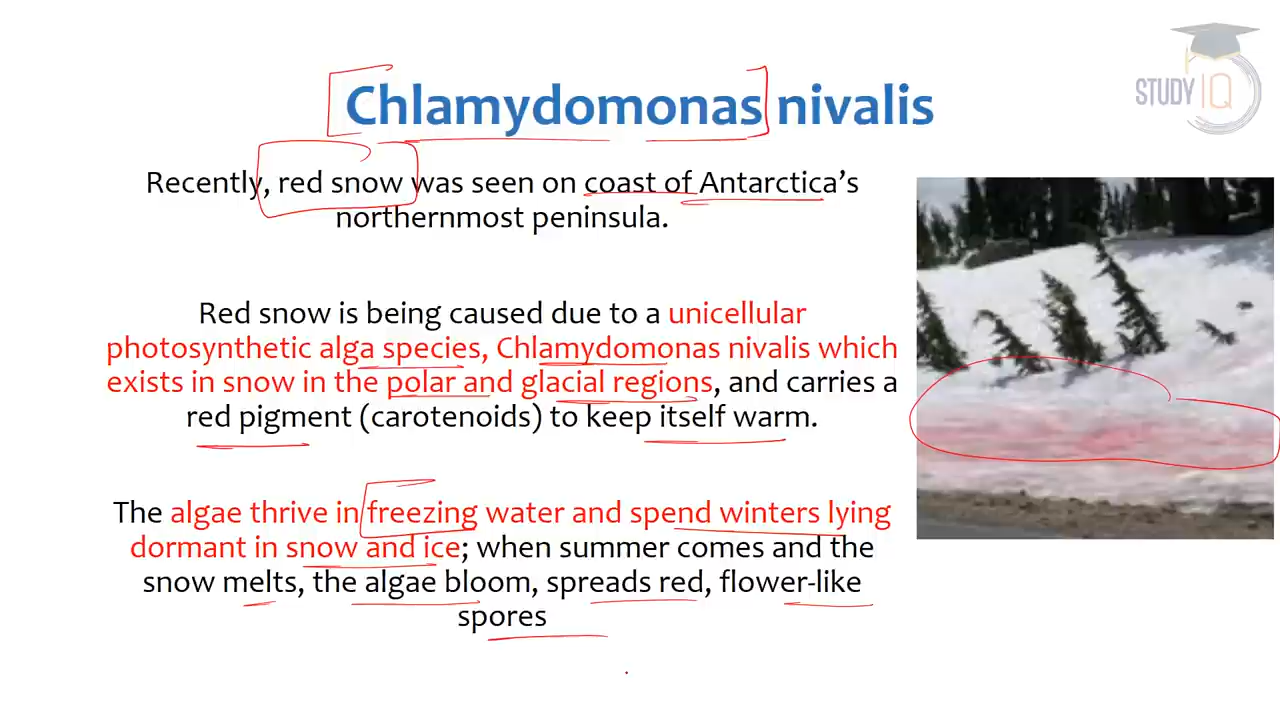 Chlamydomonas nivalis
STUDY IQ
Recently, red snow was seen on coast of Antarctica’s
northernmost peninsula.
Red snow is being caused due to a unicellular
photosynthetic alga species, Chlamydomonas nivalis which
exists in snow in the polar and glacial regions, and carries a
red pigment (carotenoids) to keep itself warm.
The algae thrive in freezing water and spend winters lying
dormant in snow and ice; when summer comes and the
snow melts, the algae bloom, spreads red, flower-like
spores